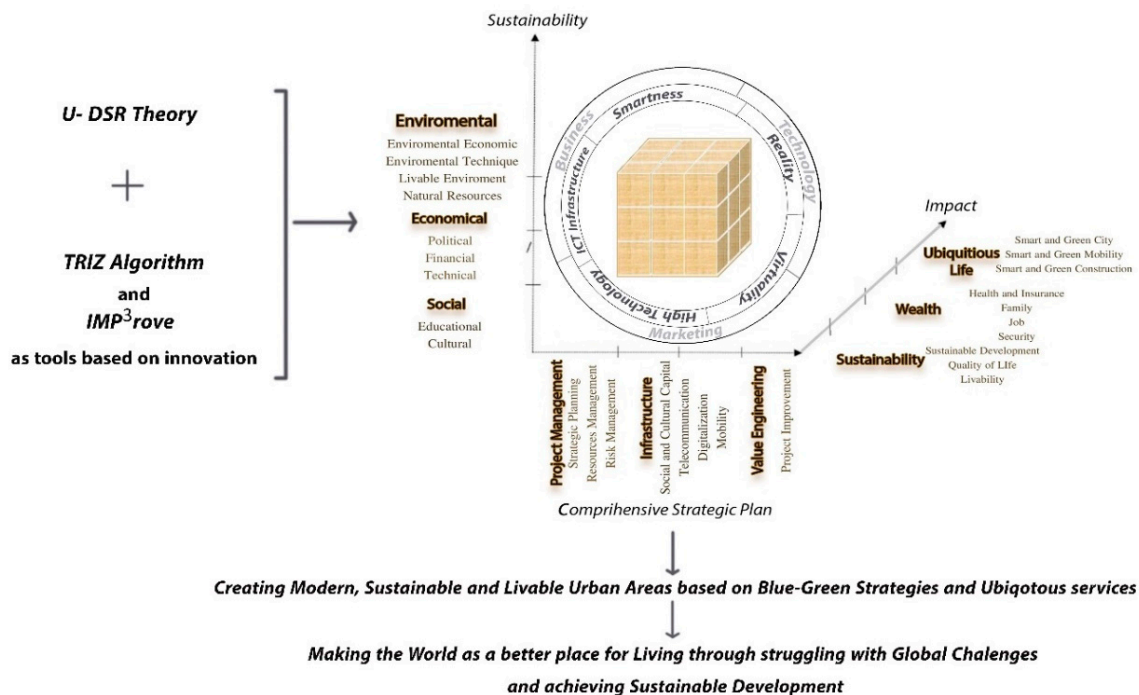 Sustainability
U- DSR Theory
+
TRIZ Algorithm
and
IMP3rove
as tools based on innovation
Enviromental
Enviromental Economic
Enviromental Technique
Livable Enviroment
Natural Resources
Economical
Political
Financial
Technical
Social
Educational
Cultural
Business
Technology
Marketing
Smartness
Reality
Virtuality
High Technology
ICT Infrastructure
Impact
Ubiquitious
Life
Smart and Green City
Smart and Green Mobility
Smart and Green Construction
Wealth
Health and Insurance
Family
Job
Security
Sustainability
Sustainable Development
Quality of LIfe
Livability
Project Management
Strategic Planning
Resources Management
Risk Management
Infrastructure
Social and Cultural Capital
Telecommunication
Digitalization
Mobility
Value Engineering
Project Improvement
Comprihensive Strategic Plan
Creating Modern, Sustainable and Livable Urban Areas based on Blue-Green Strategies and Ubiqotous services
Making the World as a better place for Living through struggling with Global Chalenges
and achieving Sustainable Development